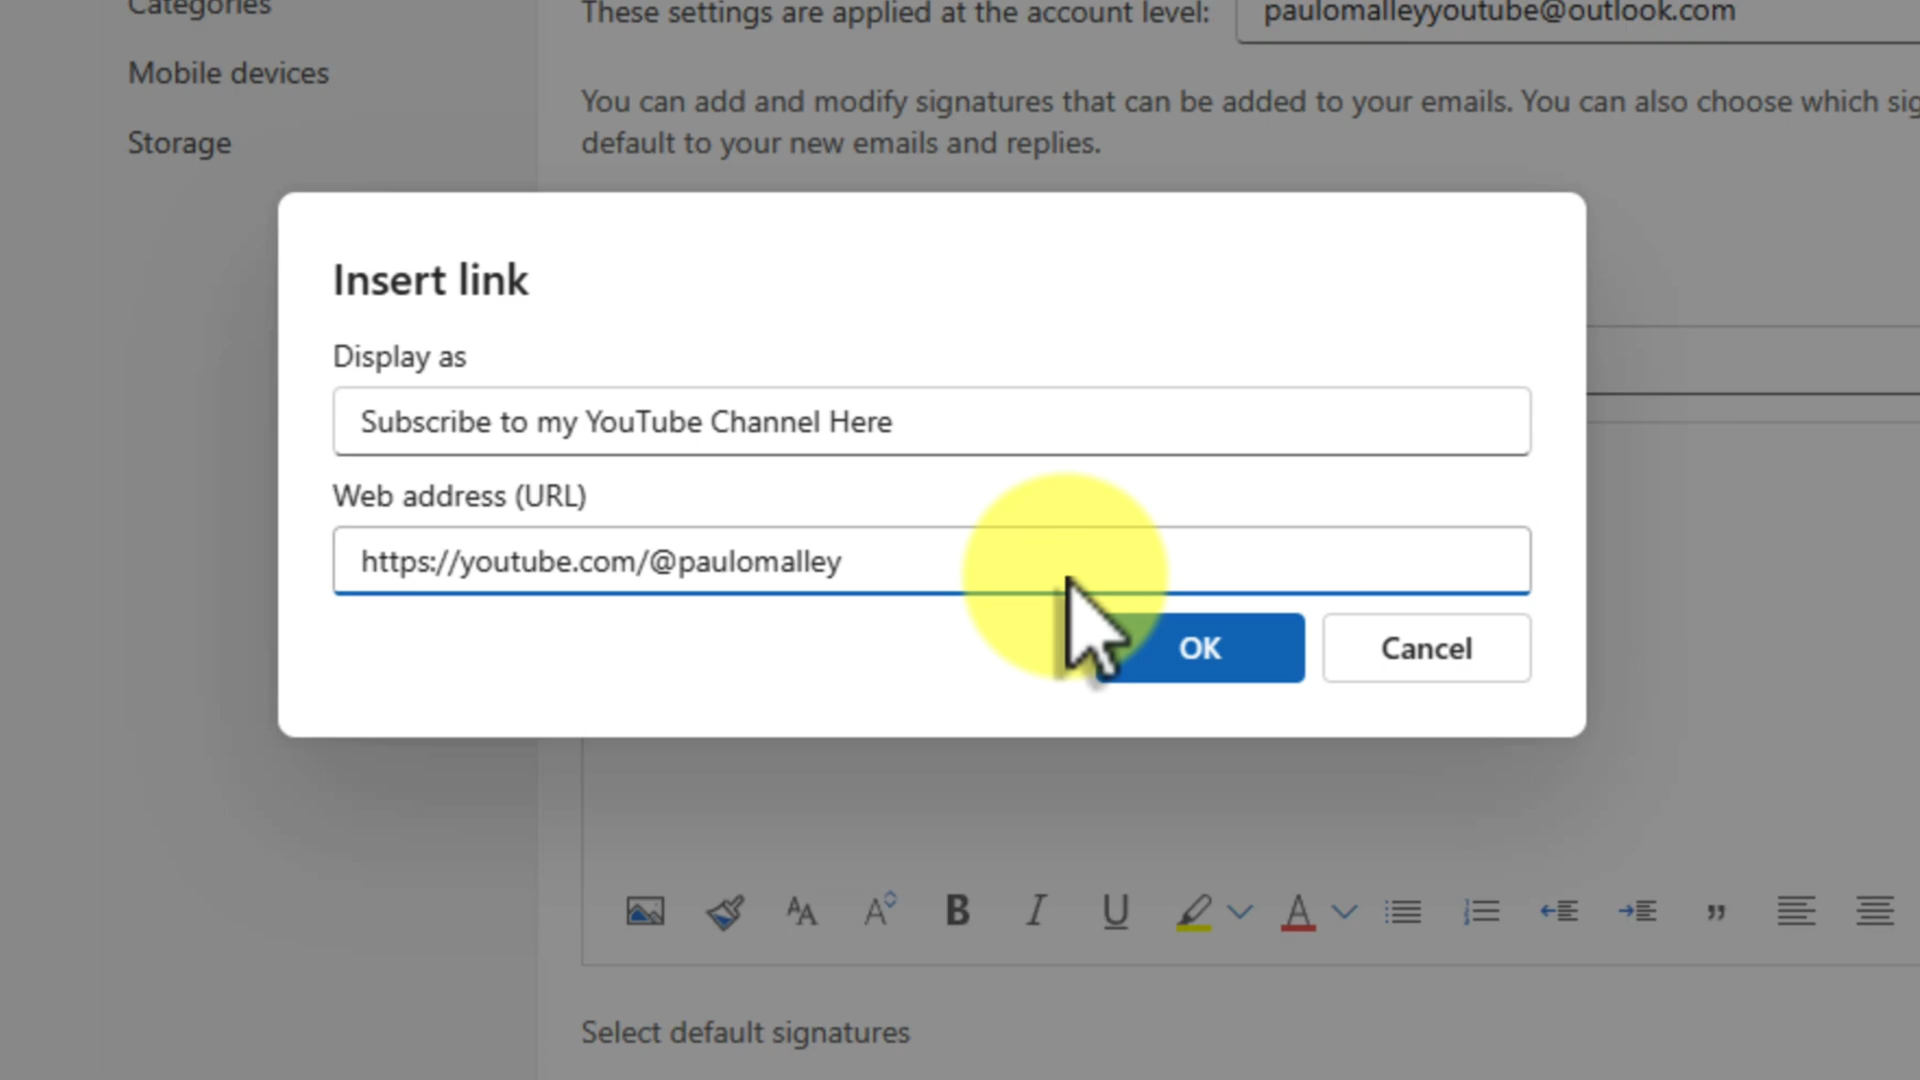 Categories
These settings are applied at the account level:
paulomalleyyoutube@outlook.com
Mobile devices
You can add and modify signatures that can be added to your emails. You can also choose which sig
Storage
default to your new emails and replies.
Insert link
Display as
Subscribe to my YouTube Channel Here
Web address (URL)
https://youtube.com/@paulomalley
OK
Cancel
Select default signatures